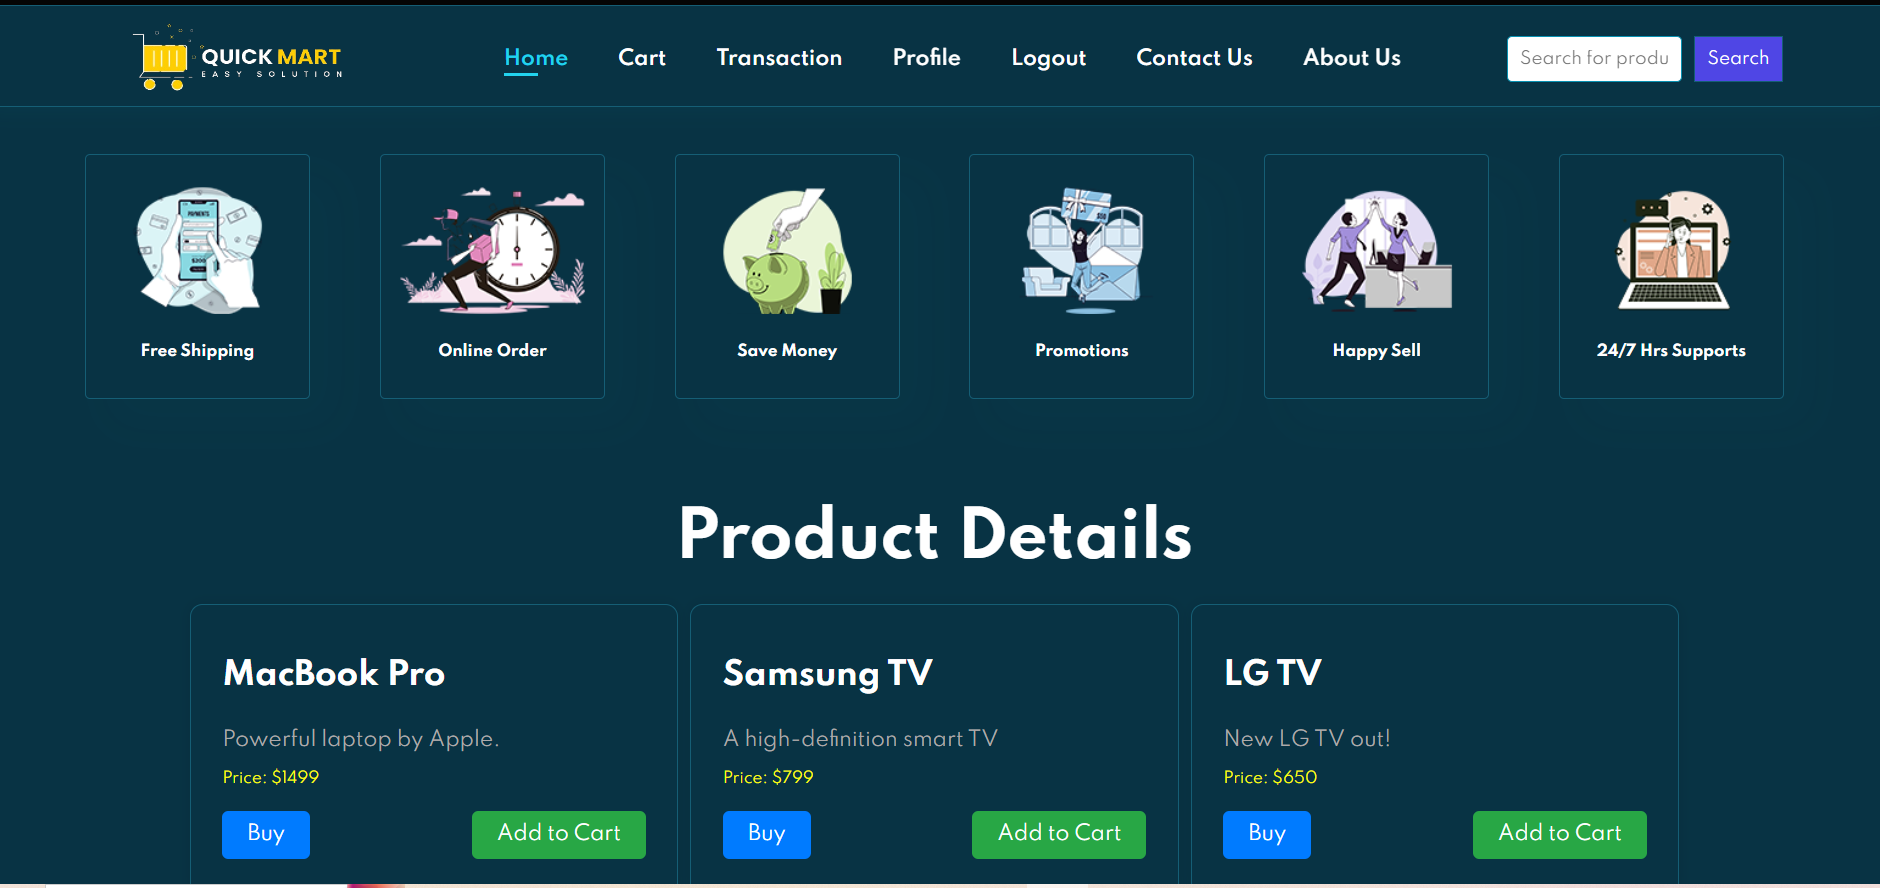 QUICK MART
EASY SOLUTION
Home Cart Transaction Profile Logout Contact Us About Us
Search for produ Search
PAYMENTS
$200
$50
Free Shipping Online Order Save Money Promotions Happy Sell 24/7 Hrs Supports
Product Details
MacBook Pro Samsung TV LG TV
Powerful laptop by Apple. A high-definition smart TV New LG TV out!
Price: $1499 Price: $799 Price: $650
Buy Add to Cart Buy Add to Cart Buy Add to Cart